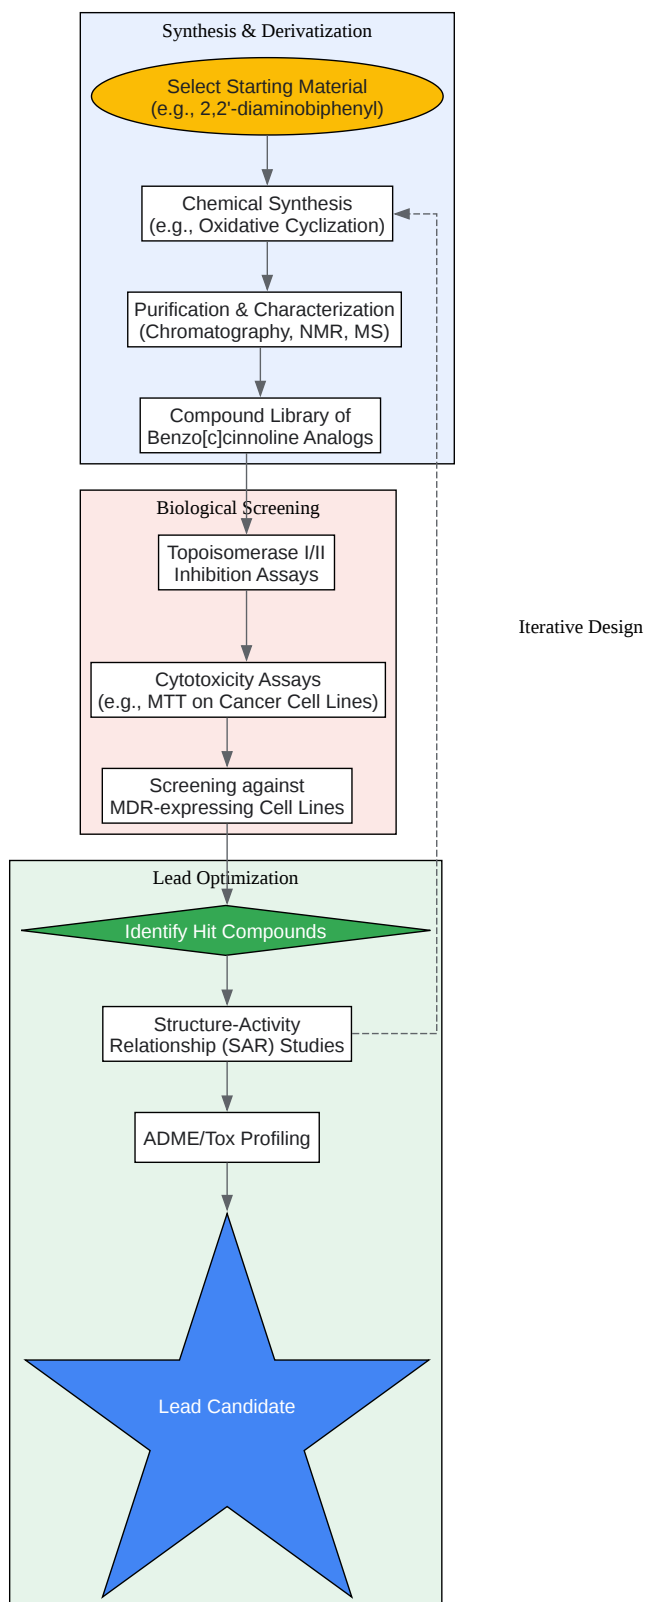 Synthesis & Derivatization
Select Starting Material
(e.g., 2,2'-diaminobiphenyl)
Chemical Synthesis
(e.g., Oxidative Cyclization)
Purification & Characterization
(Chromatography, NMR, MS)
Compound Library of
Benzo[c]cinnoline Analogs
Biological Screening
Topoisomerase I/II
Inhibition Assays
Iterative Design
Cytotoxicity Assays
(e.g., MTT on Cancer Cell Lines)
Screening against
MDR-expressing Cell Lines
Lead Optimization
Identify Hit Compounds
Structure-Activity
Relationship (SAR) Studies
ADME/Tox Profiling
Lead Candidate